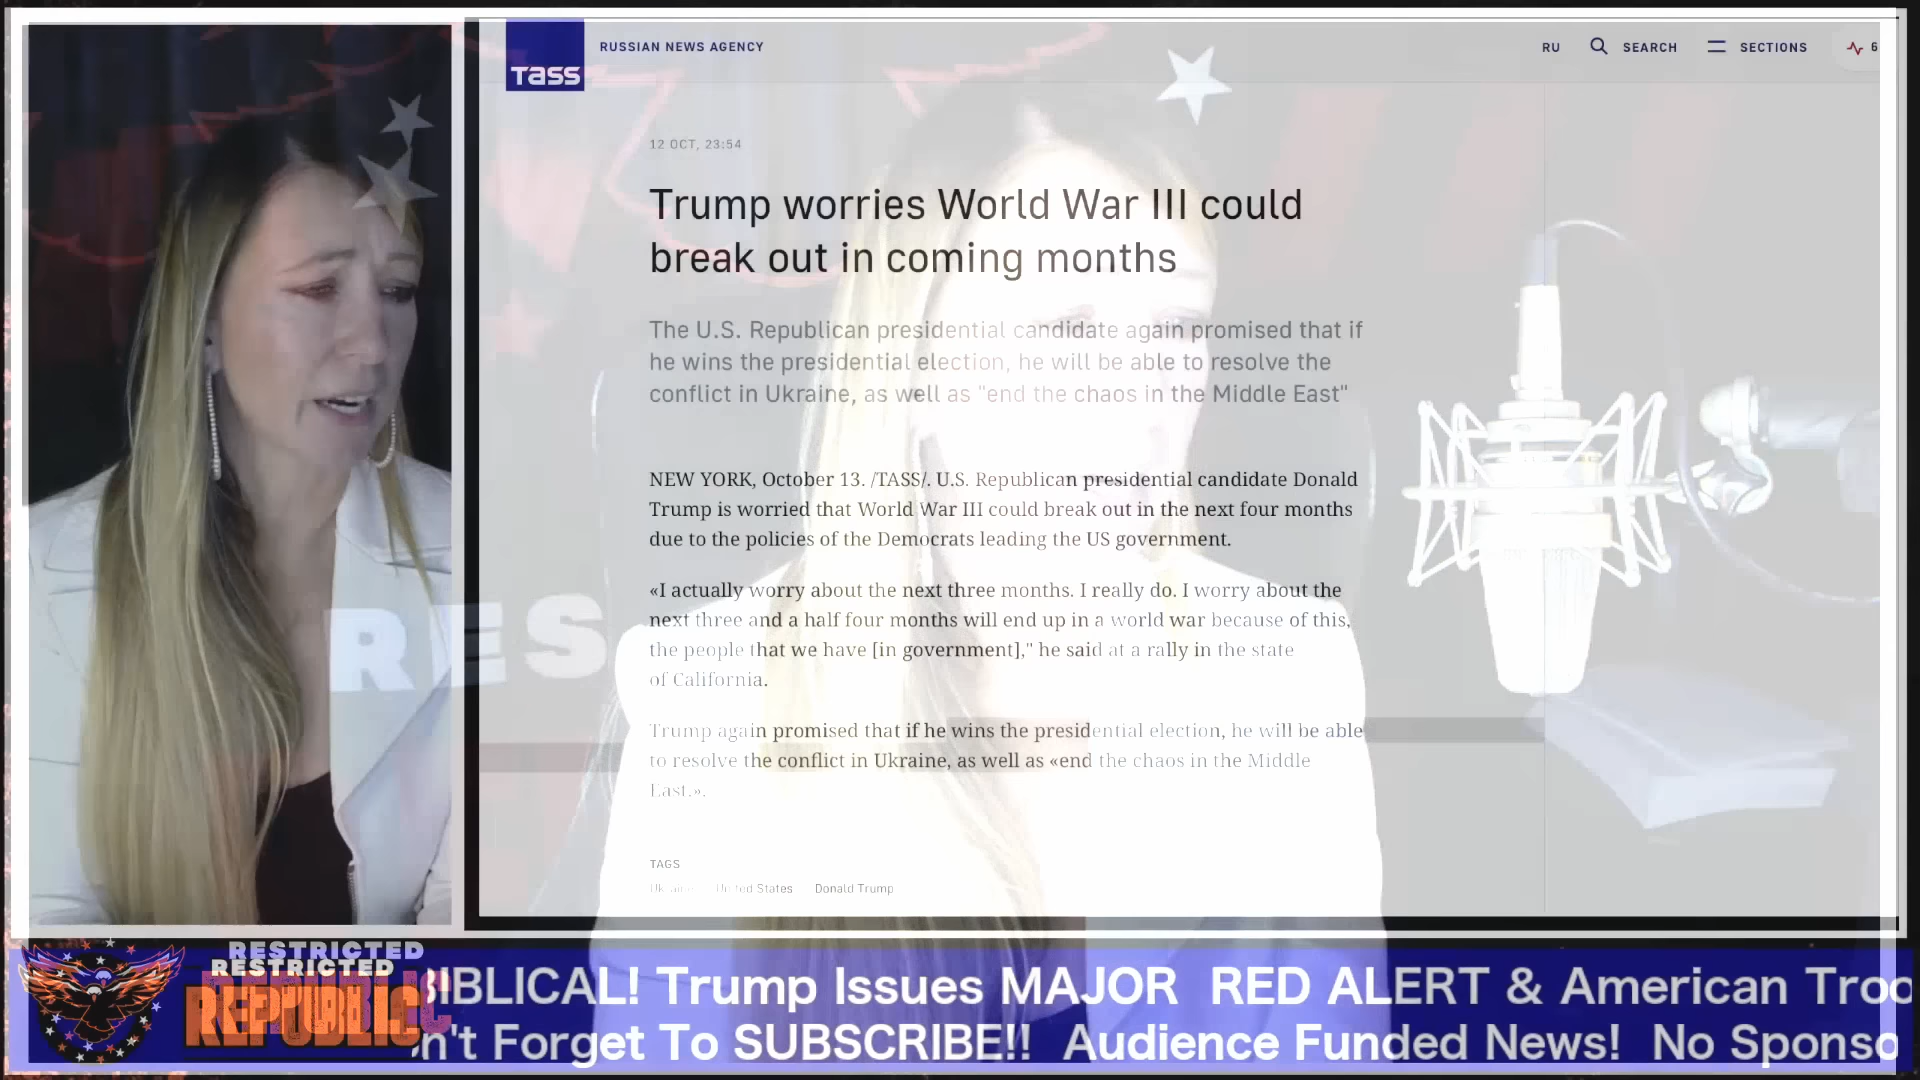 Tass
RUSSIAN NEWS AGENCY
RU
SEARCH
SECTIONS
6
12 OCT, 23:54
Trump worries World War III could
break out in coming months
The U.S. Republican presidential candidate again promised that if
he wins the presidential election, he will be able to resolve the
conflict in Ukraine, as well as "end the chaos in the Middle East"
NEW YORK, October 13. /TASS/. U.S. Republican presidential candidate Donald
Trump is worried that World War III could break out in the next four months
due to the policies of the Democrats leading the US government.
«I actually worry about the next three months. I really do. I worry about the
next three and a half four months will end up in a world war because of this,
the people that we have [in government]," he said at a rally in the state
of California.
Trump again promised that if he wins the presidential election, he will be able
to resolve the conflict in Ukraine, as well as «end the chaos in the Middle
East.».
TAGS
Ukraine United States Donald Trump
RES
RESTRICTED
RESTRICTED
REPUBLIC
BIBLICAL! Trump Issues MAJOR RED ALERT & American Troo
n't Forget To SUBSCRIBE!! Audience Funded News! No Sponso